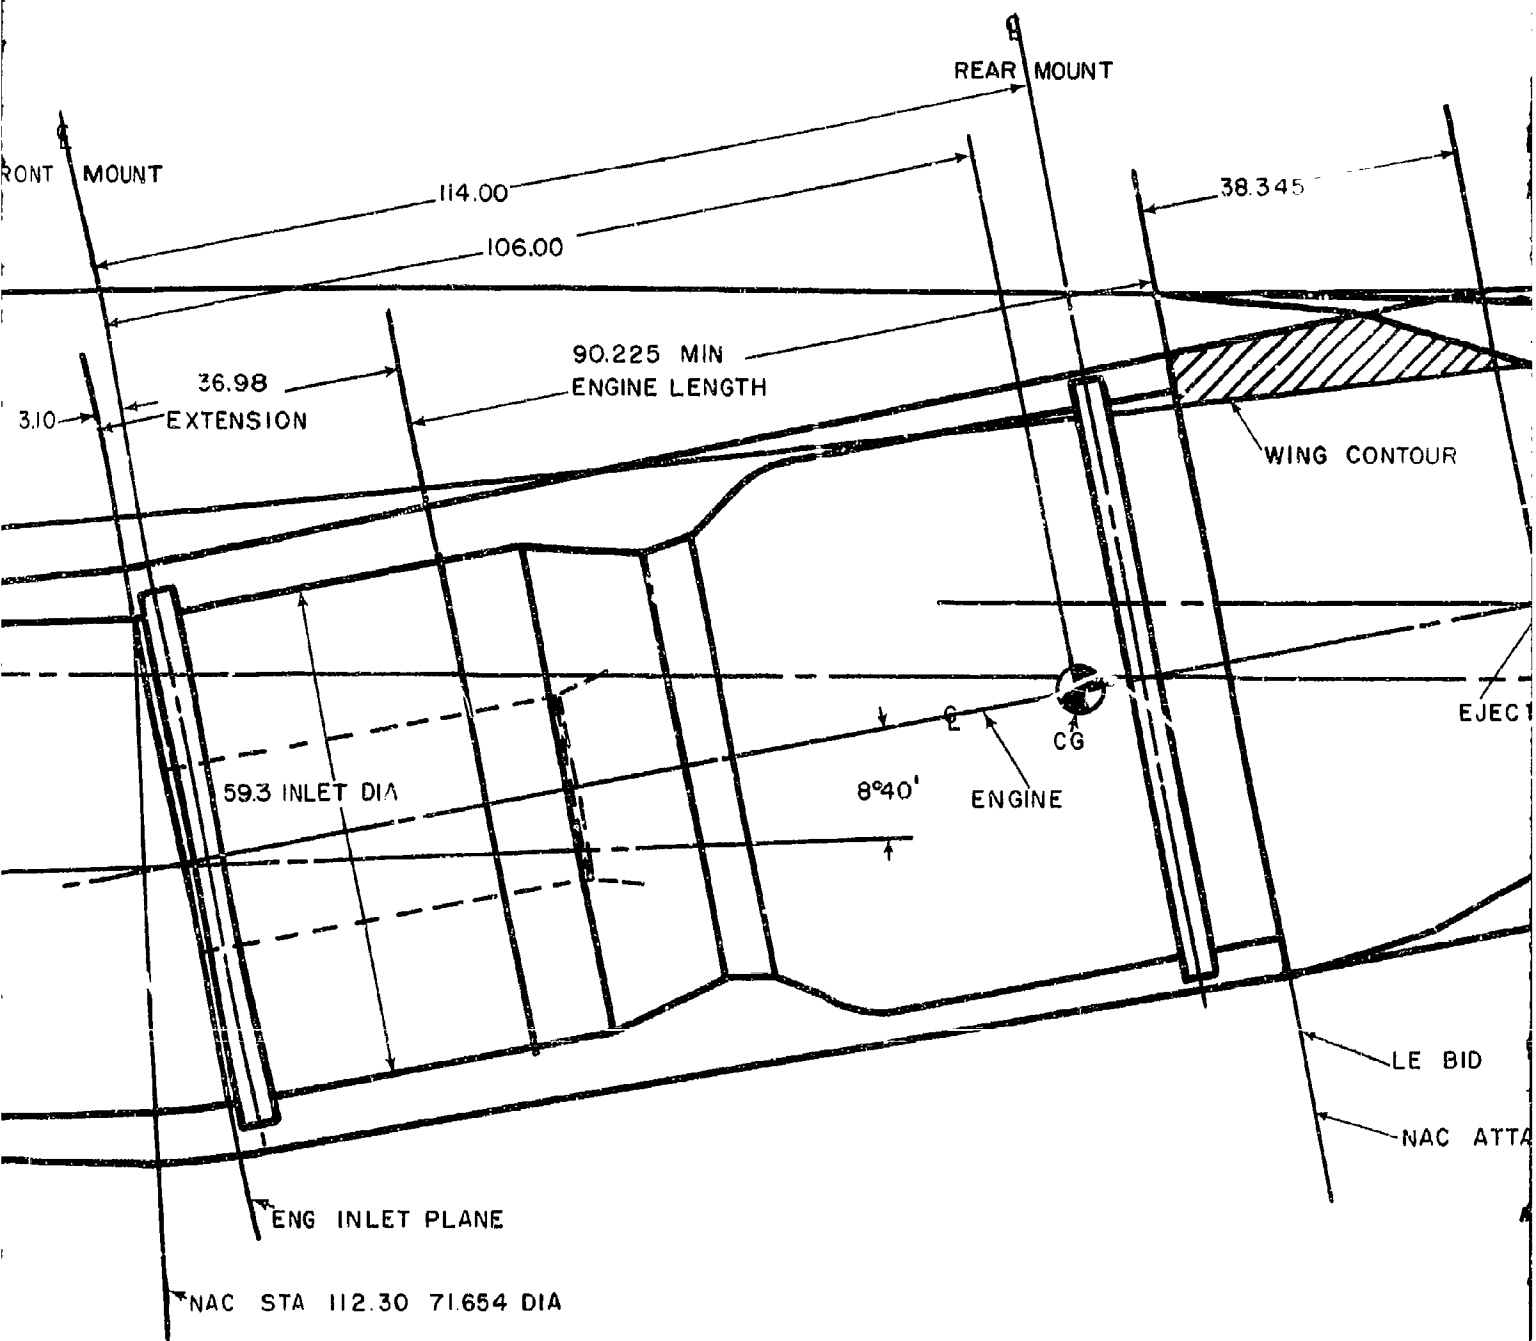 ℄
REAR MOUNT
℄
RONT MOUNT
114.00
38.345
106.00
90.225 MIN
ENGINE LENGTH
36.98
EXTENSION
3.10
WING CONTOUR
EJECT
℄
CG
59.3 INLET DIA
8°40'
ENGINE
LE BID
NAC ATTA
ENG INLET PLANE
NAC STA 112.30 71.654 DIA